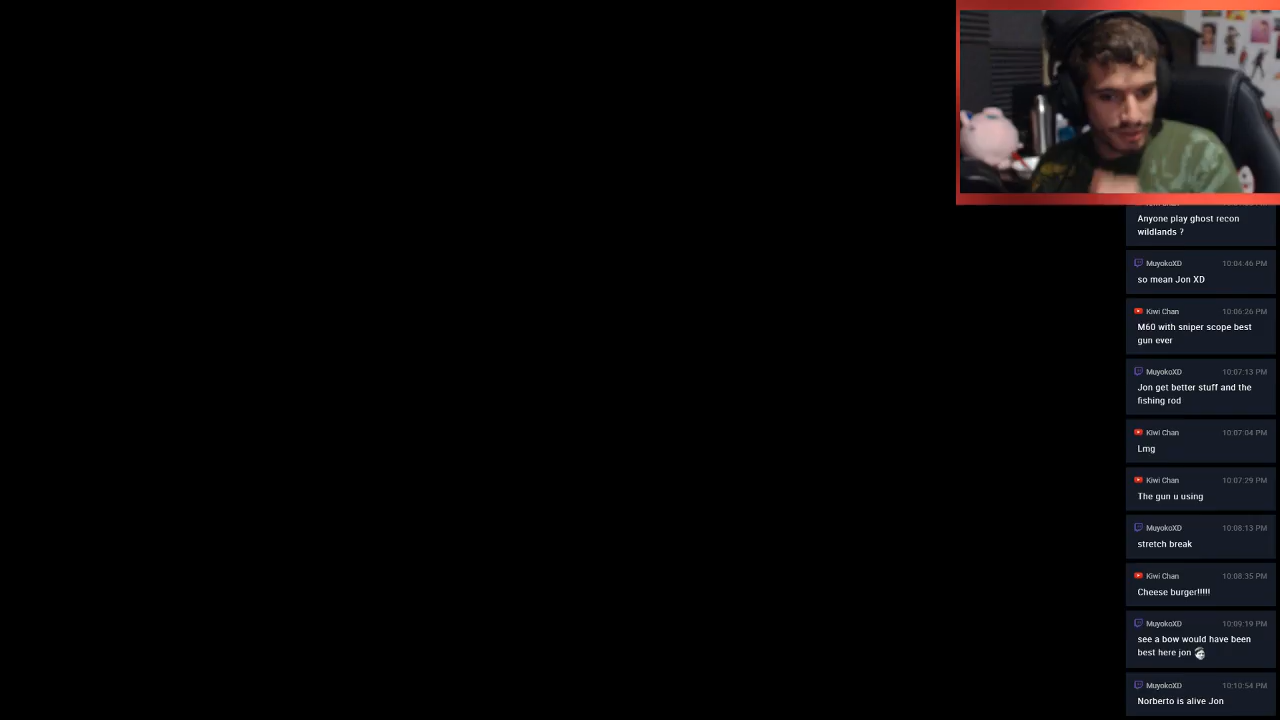 Anyone play ghost recon
wildlands ?
MuyokoXD 10:04:46 PM
so mean Jon XD
Kiwi Chan 10:06:26 PM
M60 with sniper scope best
gun ever
MuyokoXD 10:07:13 PM
Jon get better stuff and the
fishing rod
Kiwi Chan 10:07:04 PM
Lmg
Kiwi Chan 10:07:29 PM
The gun u using
MuyokoXD 10:08:13 PM
stretch break
Kiwi Chan 10:08:35 PM
Cheese burger!!!!!
MuyokoXD 10:09:19 PM
see a bow would have been
best here jon
MuyokoXD 10:10:54 PM
Norberto is alive Jon